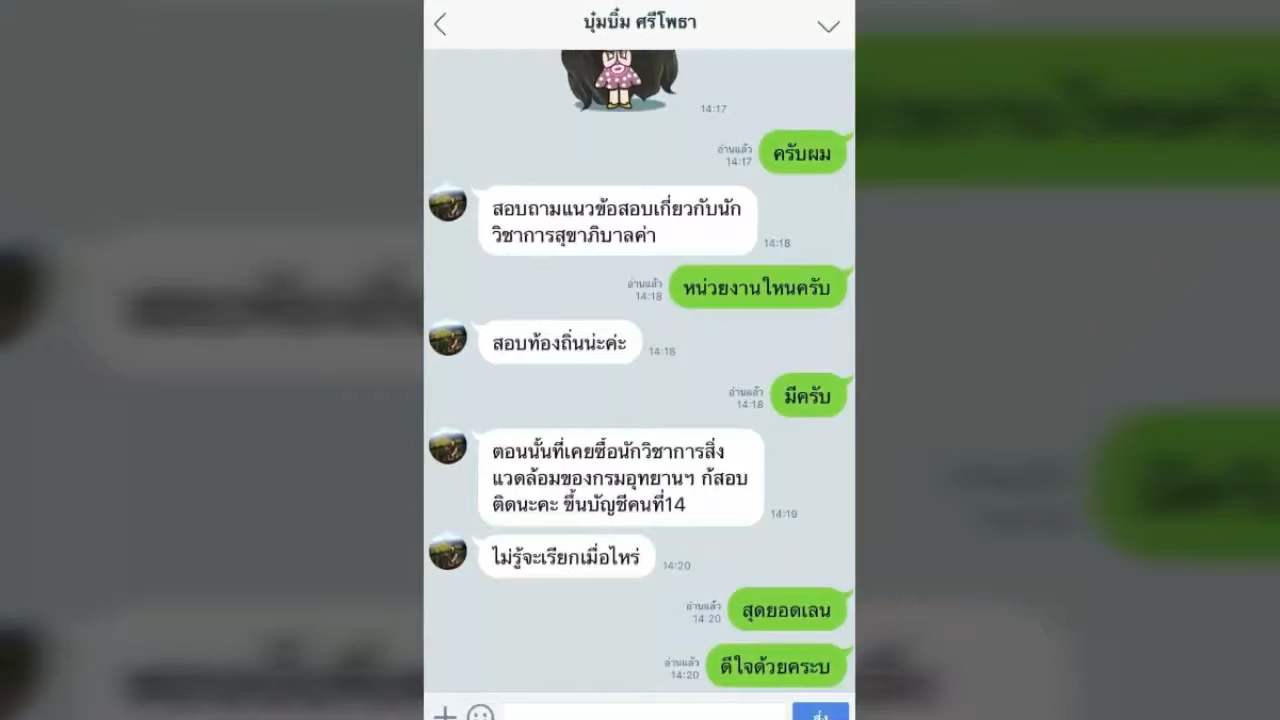 บุ๋มบิ๋ม ศรีโพธา
14:17
ครับผม
อ่านแล้ว
14:17
สอบถามแนวข้อสอบเกี่ยวกับนัก
วิชาการสุขาภิบาลค่า
14:18
หน่วยงานใหนครับ
อ่านแล้ว
14:18
สอบท้องถิ่นน่ะค่ะ
14:18
มีครับ
อ่านแล้ว
14:18
ตอนนั้นที่เคยซื้อนักวิชาการสิ่ง
แวดล้อมของกรมอุทยานฯ ก้สอบ
ติดนะคะ ขึ้นบัญชีคนที่14
14:19
ไม่รู้จะเรียกเมื่อไหร่
14:20
สุดยอดเลน
อ่านแล้ว
14:20
ดีใจด้วยคระบ
อ่านแล้ว
14:20
ส่ง